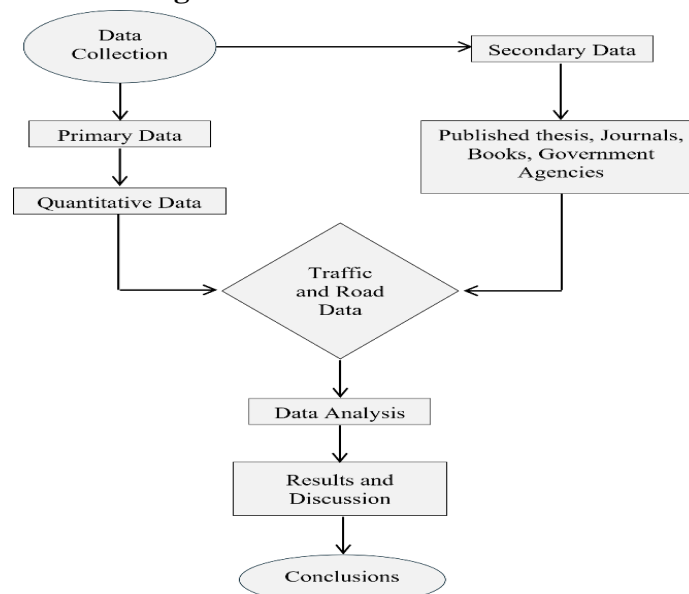 Data
Collection
Secondary Data
Primary Data
Published thesis, Journals,
Books, Government
Agencies
Quantitative Data
Traffic
and Road
Data
Data Analysis
Results and
Discussion
Conclusions